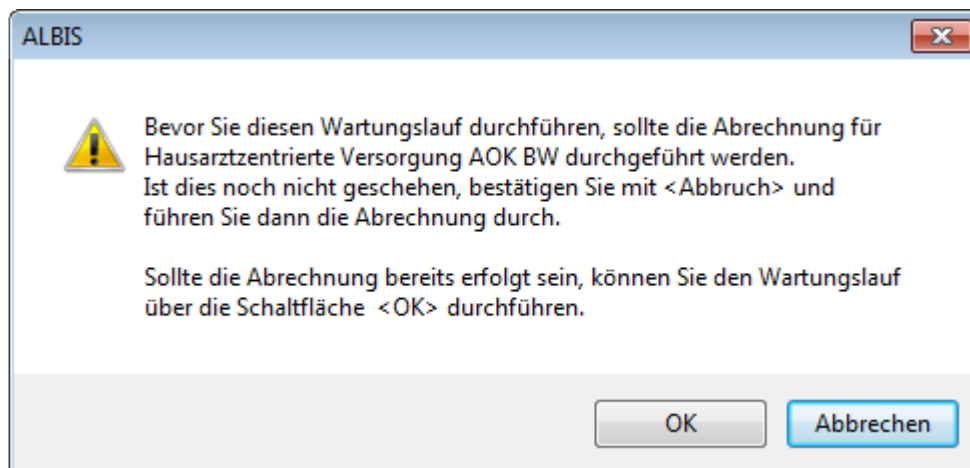 ALBIS
Bevor Sie diesen Wartungslauf durchführen, sollte die Abrechnung für
Hausarztzentrierte Versorgung AOK BW durchgeführt werden.
Ist dies noch nicht geschehen, bestätigen Sie mit <Abbruch> und
führen Sie dann die Abrechnung durch.
Sollte die Abrechnung bereits erfolgt sein, können Sie den Wartungslauf
über die Schaltfläche  <OK> durchführen.
OK
Abbrechen